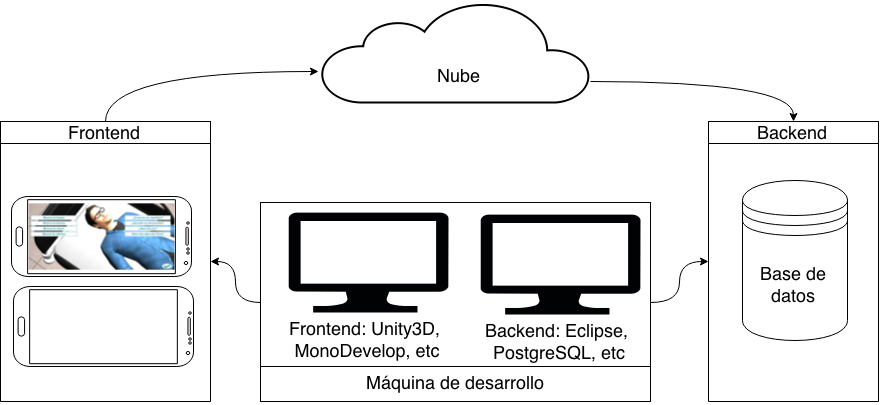 Nube
Frontend
Backend
Base de
datos
Frontend: Unity3D,
MonoDevelop, etc
Backend: Eclipse,
PostgreSQL, etc
Máquina de desarrollo